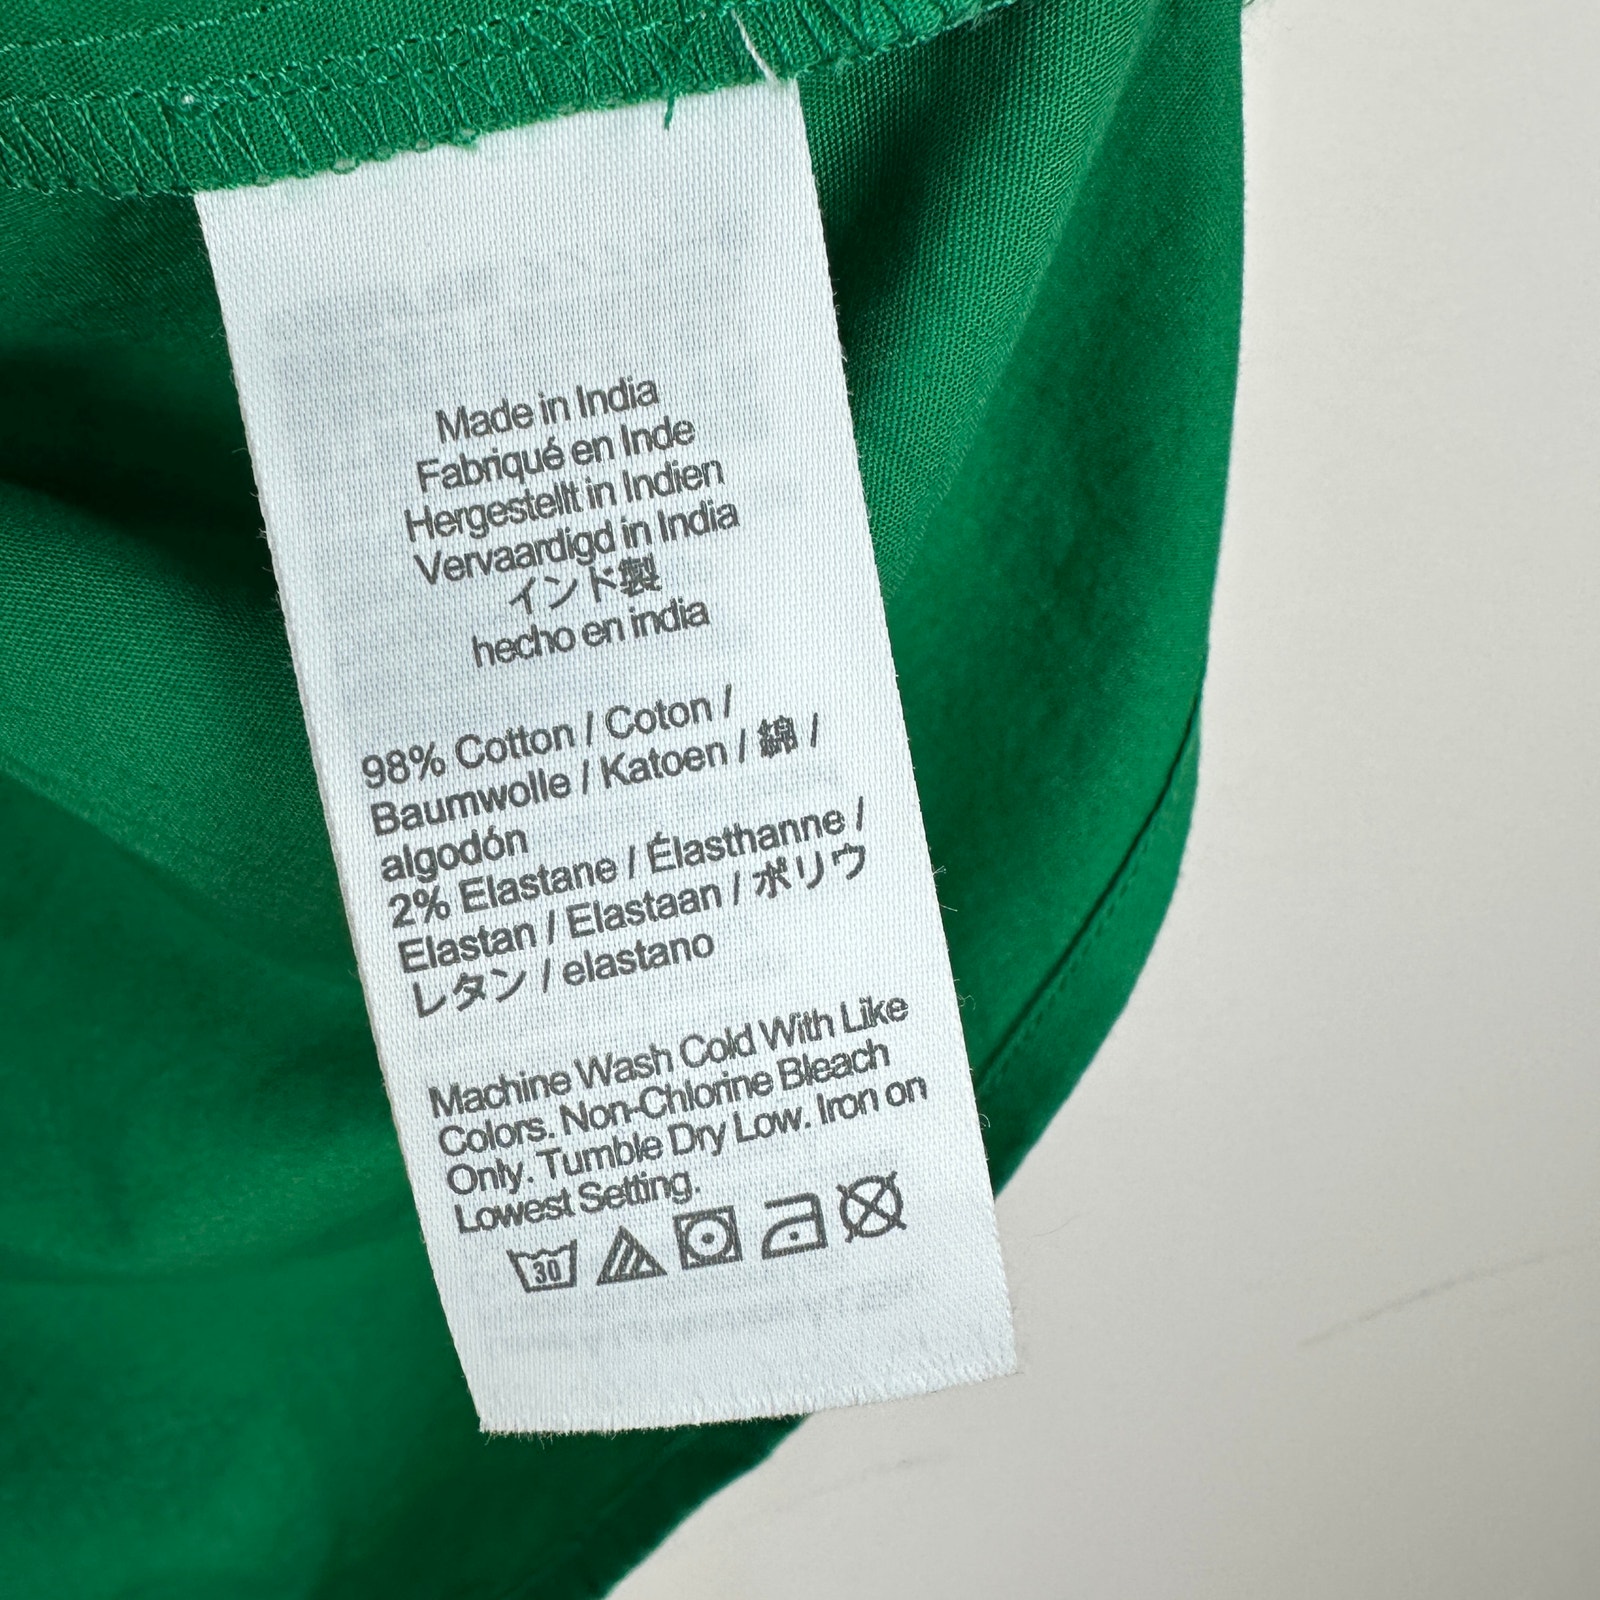 Made in India
Fabriqué en Inde
Hergestellt in Indien
Vervaardigd in India
インド製
hecho en india
98% Cotton / Coton /
Baumwolle / Katoen / 綿 /
algodón
2% Elastane / Élasthanne /
Elastan / Elastaan / ポリウ
レタン / elastano
Machine Wash Cold With Like
Colors. Non-Chlorine Bleach
Only. Tumble Dry Low. Iron on
Lowest Setting.
30